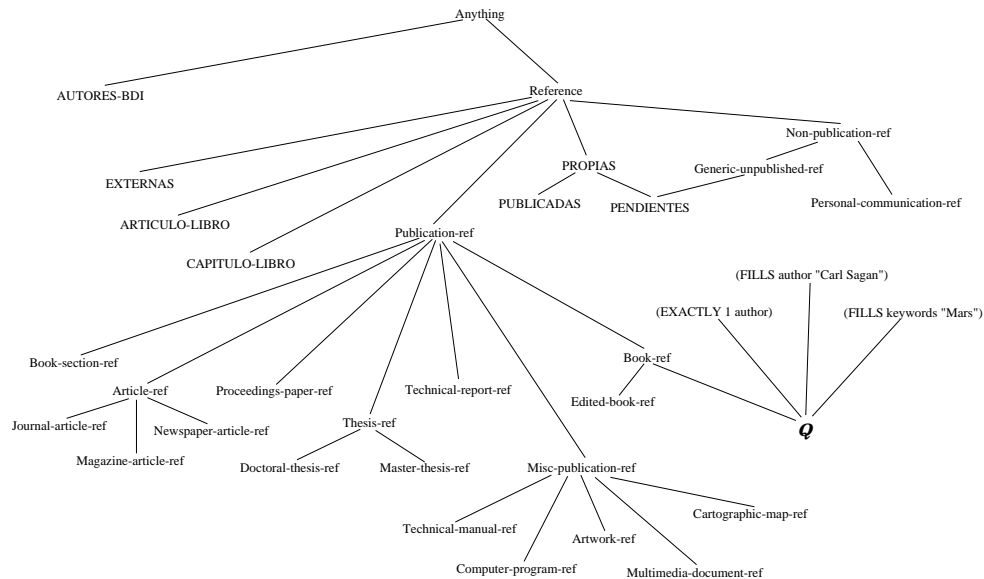 Anything
AUTORES-BDI
Reference
Non-publication-ref
PROPIAS
Generic-unpublished-ref
EXTERNAS
PUBLICADAS
PENDIENTES
Personal-communication-ref
ARTICULO-LIBRO
Publication-ref
CAPITULO-LIBRO
(FILLS author "Carl Sagan")
(EXACTLY 1 author)
(FILLS keywords "Mars")
Book-section-ref
Book-ref
Article-ref
Proceedings-paper-ref
Technical-report-ref
Edited-book-ref
Journal-article-ref
Newspaper-article-ref
Thesis-ref
Q
Magazine-article-ref
Doctoral-thesis-ref
Master-thesis-ref
Misc-publication-ref
Cartographic-map-ref
Technical-manual-ref
Artwork-ref
Computer-program-ref
Multimedia-document-ref